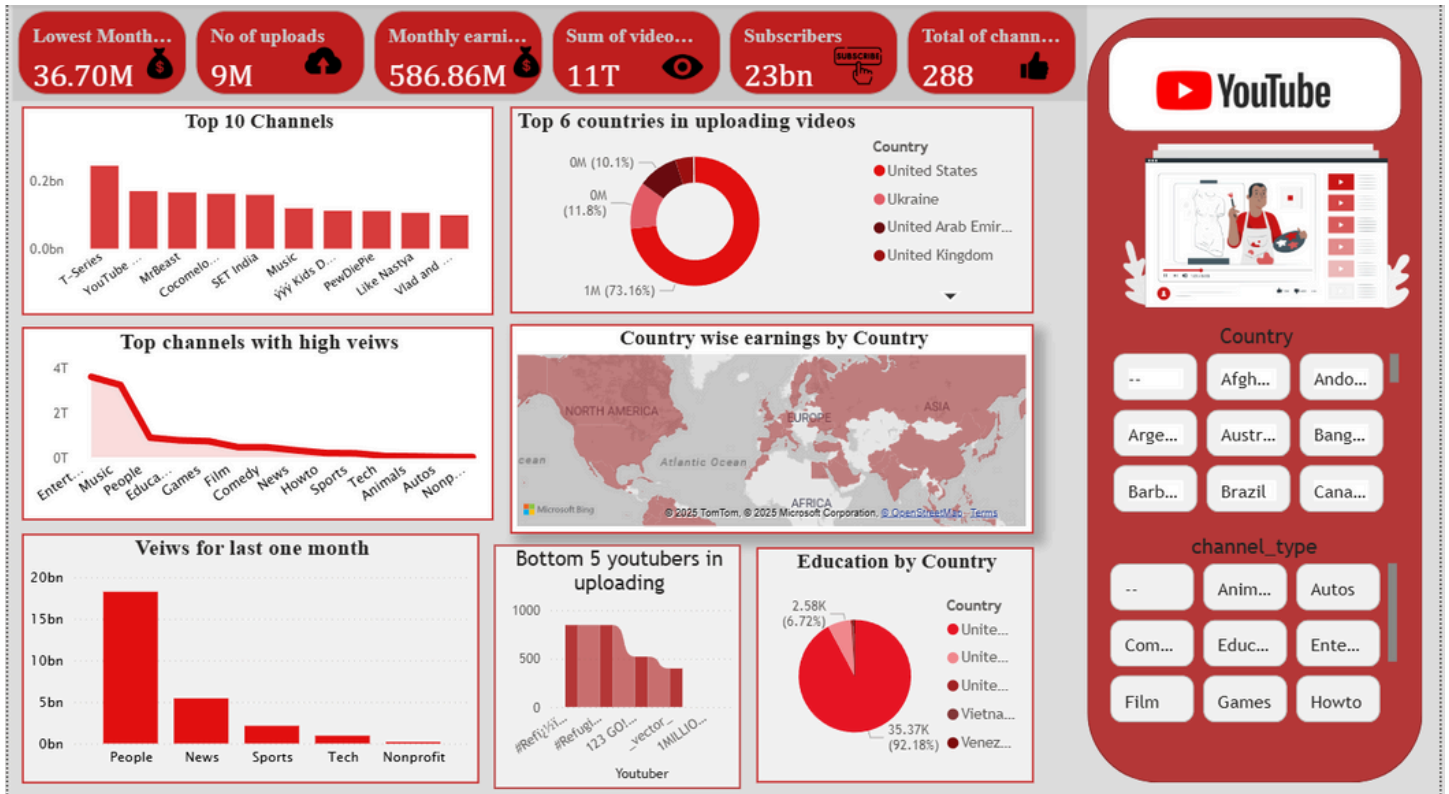 Lowest Month...
36.70M
No of uploads
9M
Monthly earni...
586.86M
Sum of video...
11T
Subscribers
23bn
SUBSCRIBE
Total of chann...
288
YouTube
Top 10 Channels
0.2bn
0.0bn
T-Series
YouTube ...
MrBeast
Cocomelo...
SET India
Music
ýýý Kids D...
PewDiePie
Like Nastya
Vlad and ...
Top 6 countries in uploading videos
0M (10.1%)
0M
(11.8%)
1M (73.16%)
Country
United States
Ukraine
United Arab Emir...
United Kingdom
Top channels with high veiws
4T
2T
0T
Entert...
Music
People
Educa...
Games
Film
Comedy
News
Howto
Sports
Tech
Animals
Autos
Nonp...
Country wise earnings by Country
NORTH AMERICA
EUROPE
ASIA
cean
Atlantic Ocean
AFRICA
Microsoft Bing
© 2025 TomTom, © 2025 Microsoft Corporation, © OpenStreetMap Terms
Veiws for last one month
20bn
15bn
10bn
5bn
0bn
People
News
Sports
Tech
Nonprofit
Bottom 5 youtubers in
uploading
1000
500
0
#Refï¿½ï...
#Refugi...
123 GO!...
_vector_
1MILLIO...
Youtuber
Education by Country
2.58K
(6.72%)
35.37K
(92.18%)
Country
Unite...
Unite...
Unite...
Vietna...
Venez...
Country
--
Afgh...
Ando...
Arge...
Austr...
Bang...
Barb...
Brazil
Cana...
channel_type
--
Anim...
Autos
Com...
Educ...
Ente...
Film
Games
Howto